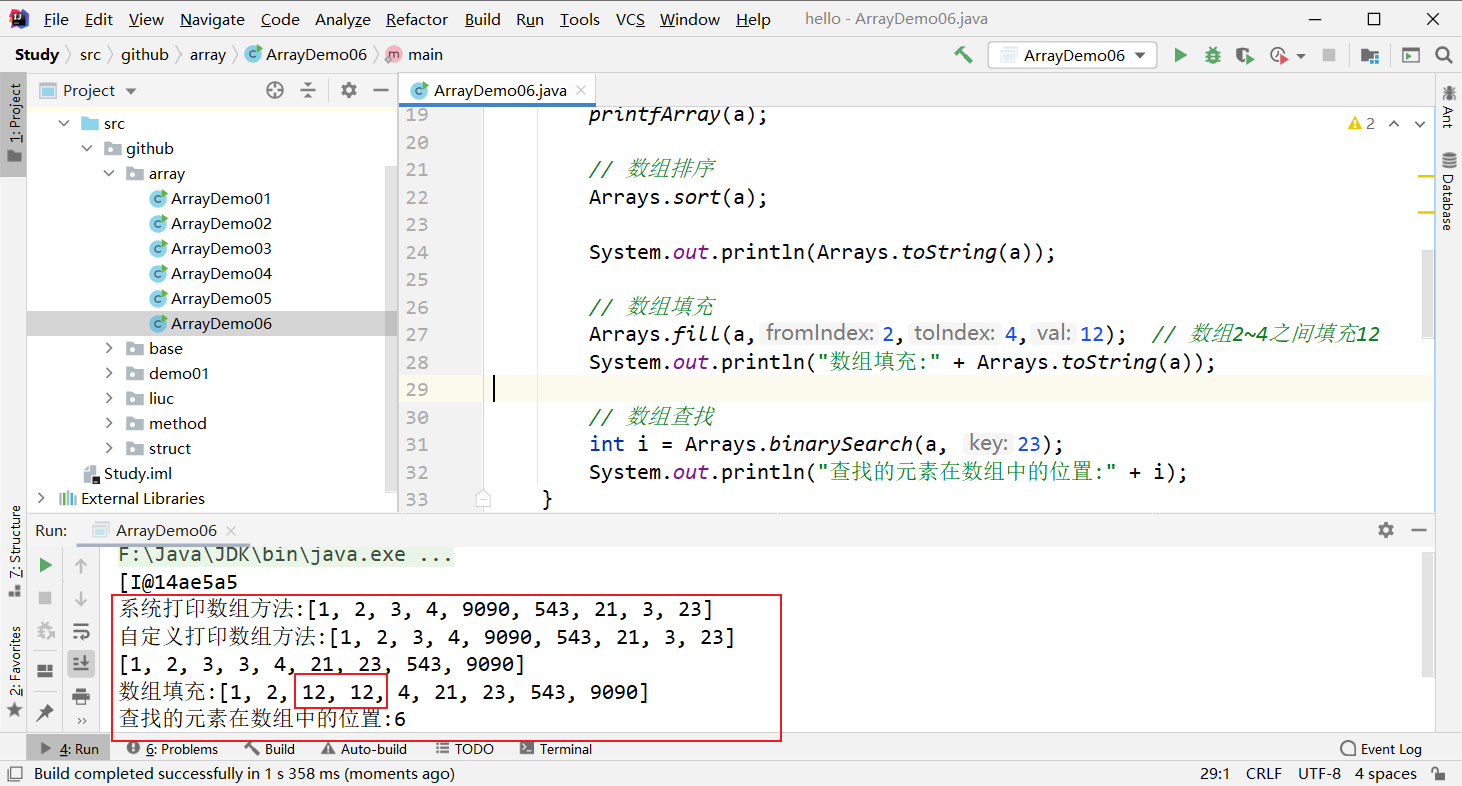 File Edit View Navigate Code Analyze Refactor Build Run Tools VCS Window Help hello - ArrayDemo06.java
Study src github array ArrayDemo06 main ArrayDemo06
1: Project
Project
src
github
array
ArrayDemo01
ArrayDemo02
ArrayDemo03
ArrayDemo04
ArrayDemo05
ArrayDemo06
base
demo01
liuc
method
struct
Study.iml
External Libraries
ArrayDemo06.java
2
19 printfArray(a);
20
21 // 数组排序
22 Arrays.sort(a);
23
24 System.out.println(Arrays.toString(a));
25
26 // 数组填充
27 Arrays.fill(a, fromIndex: 2, toIndex: 4, val: 12); // 数组2~4之间填充12
28 System.out.println("数组填充:" + Arrays.toString(a));
29
30 // 数组查找
31 int i = Arrays.binarySearch(a, key: 23);
32 System.out.println("查找的元素在数组中的位置:" + i);
33 }
Ant
Database
7: Structure
2: Favorites
Run: ArrayDemo06
F:\Java\JDK\bin\java.exe ...
[I@14ae5a5
系统打印数组方法:[1, 2, 3, 4, 9090, 543, 21, 3, 23]
自定义打印数组方法:[1, 2, 3, 4, 9090, 543, 21, 3, 23]
[1, 2, 3, 3, 4, 21, 23, 543, 9090]
数组填充:[1, 2, 12, 12, 4, 21, 23, 543, 9090]
查找的元素在数组中的位置:6
4: Run 6: Problems Build Auto-build TODO Terminal Event Log
Build completed successfully in 1 s 358 ms (moments ago) 29:1 CRLF UTF-8 4 spaces